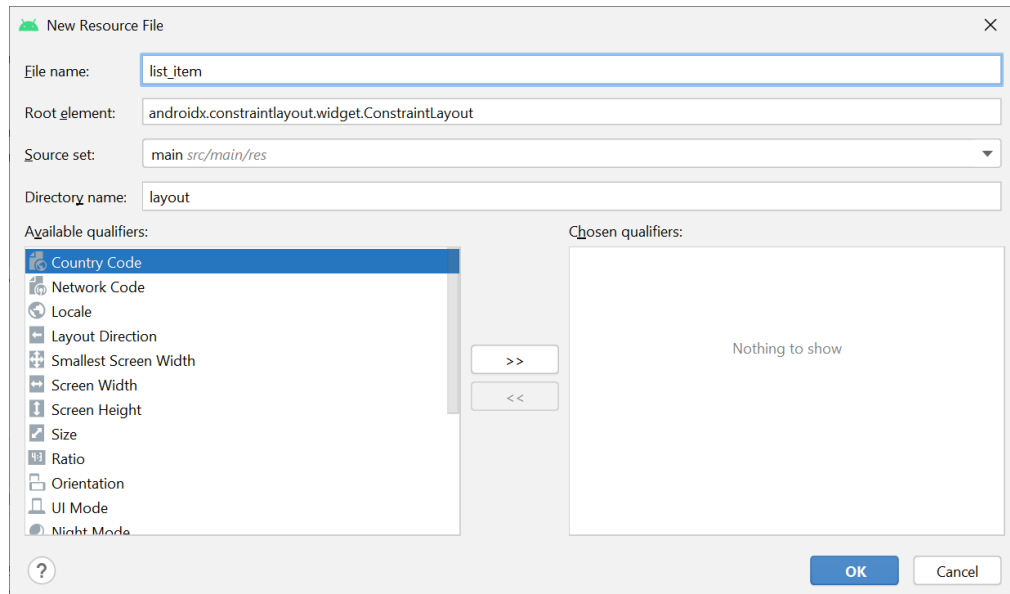 New Resource File
File name: list_item
Root element: androidx.constraintlayout.widget.ConstraintLayout
Source set: main src/main/res
Directory name: layout
Available qualifiers:
Chosen qualifiers:
Country Code
Network Code
Locale
Layout Direction
Smallest Screen Width
Screen Width
Screen Height
Size
Ratio
Orientation
UI Mode
Night Mode
>>
<<
Nothing to show
?
OK
Cancel